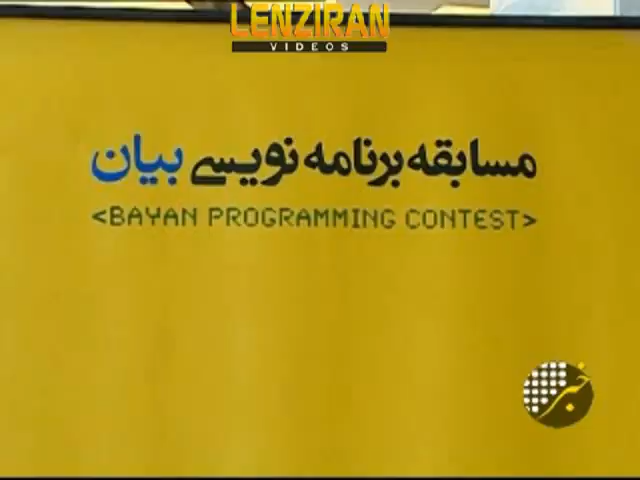 LENZIRAN
VIDEOS
مسابقه برنامه نویسی بیان
<BAYAN PROGRAMMING CONTEST>
خبر